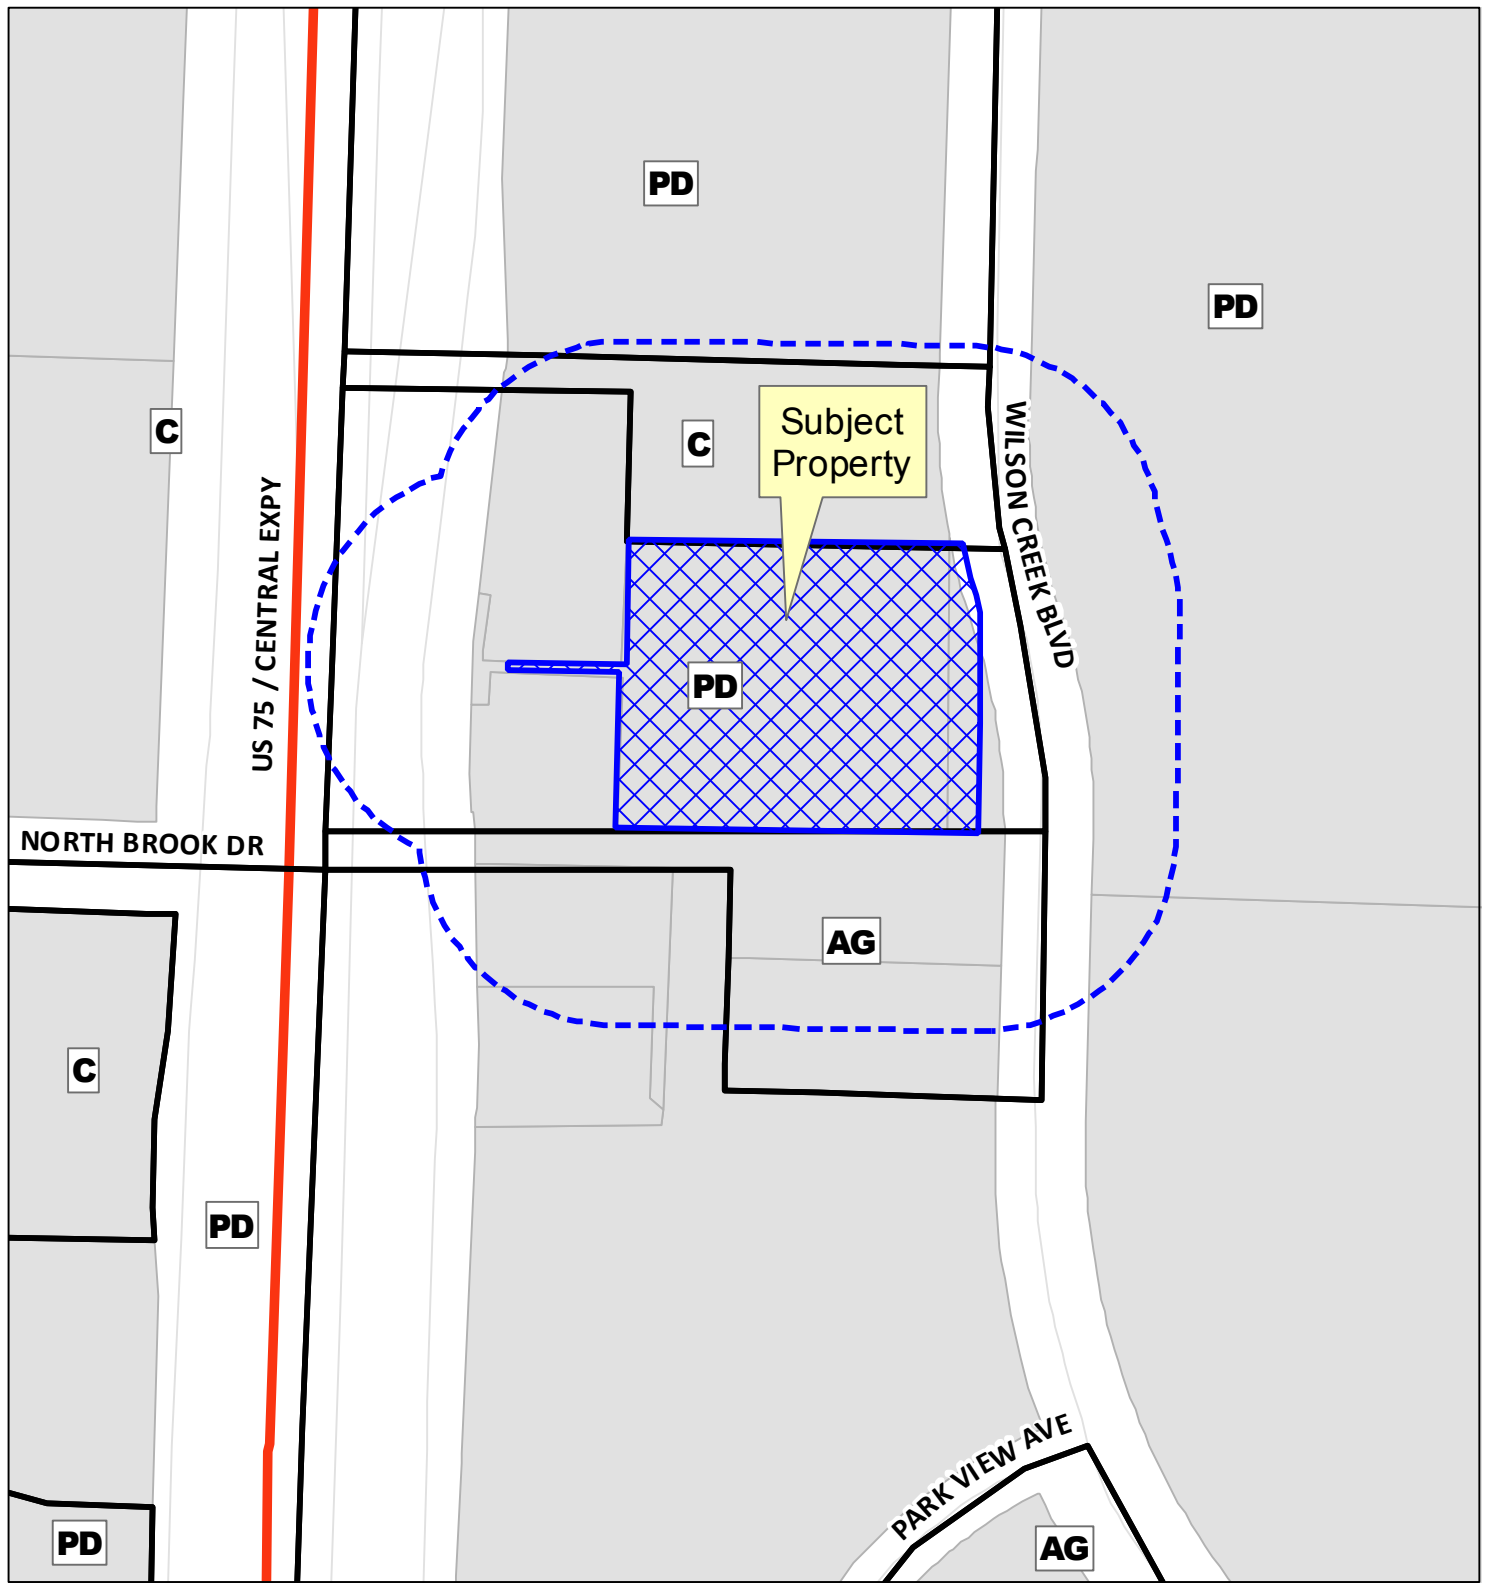 PD
PD
C
C
Subject
Property
WILSON CREEK BLVD
US 75 / CENTRAL EXPY
PD
NORTH BROOK DR
AG
C
PD
PARK VIEW AVE
PD
AG